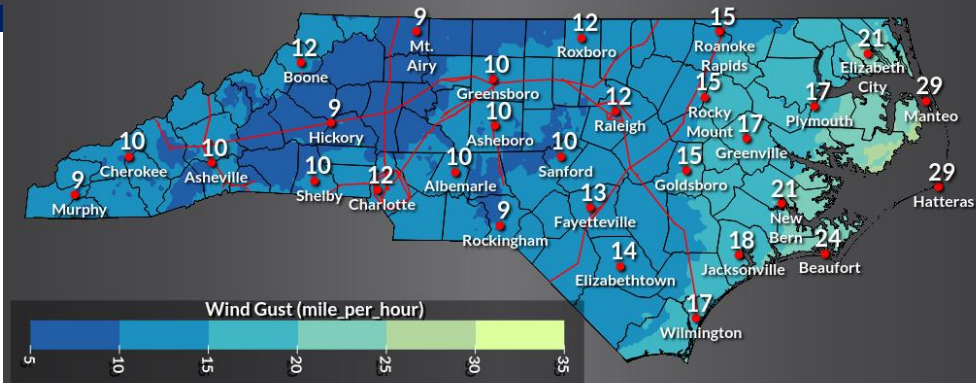 9
Mt.
Airy
12
Boone
12
Roxboro
15
Roanoke
Rapids
21
Elizabeth
City
10
Greensboro
9
Hickory
10
Asheboro
12
Raleigh
15
Rocky
Mount
17
Plymouth
29
Manteo
10
Cherokee
10
Asheville
10
Shelby
12
Charlotte
10
Albemarle
10
Sanford
17
Greenville
15
Goldsboro
29
Hatteras
9
Murphy
9
Rockingham
13
Fayetteville
21
New
Bern
14
Elizabethtown
18
Jacksonville
24
Beaufort
17
Wilmington
Wind Gust (mile_per_hour)
5
10
15
20
25
30
35